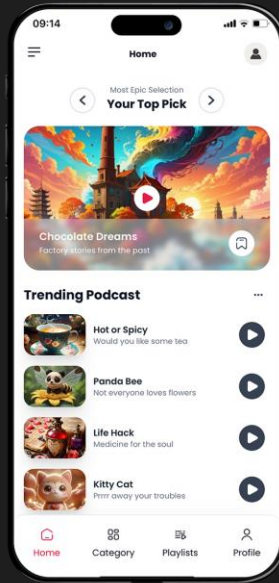 09:14
Home
Most Epic Selection
Your Top Pick
Chocolate Dreams
Factory stories from the past
Trending Podcast
Hot or Spicy
Would you like some tea
Panda Bee
Not everyone loves flowers
Life Hack
Medicine for the soul
Kitty Cat
Prrr away your troubles
Home Category Playlists Profile